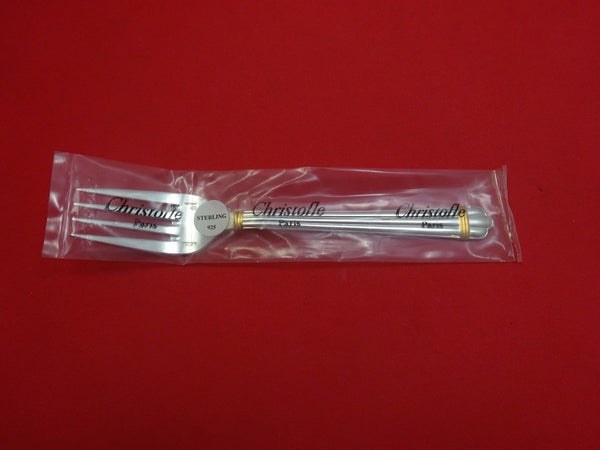 Christofle
Paris
STERLING
925
Christofle
Paris
Christofle
Paris